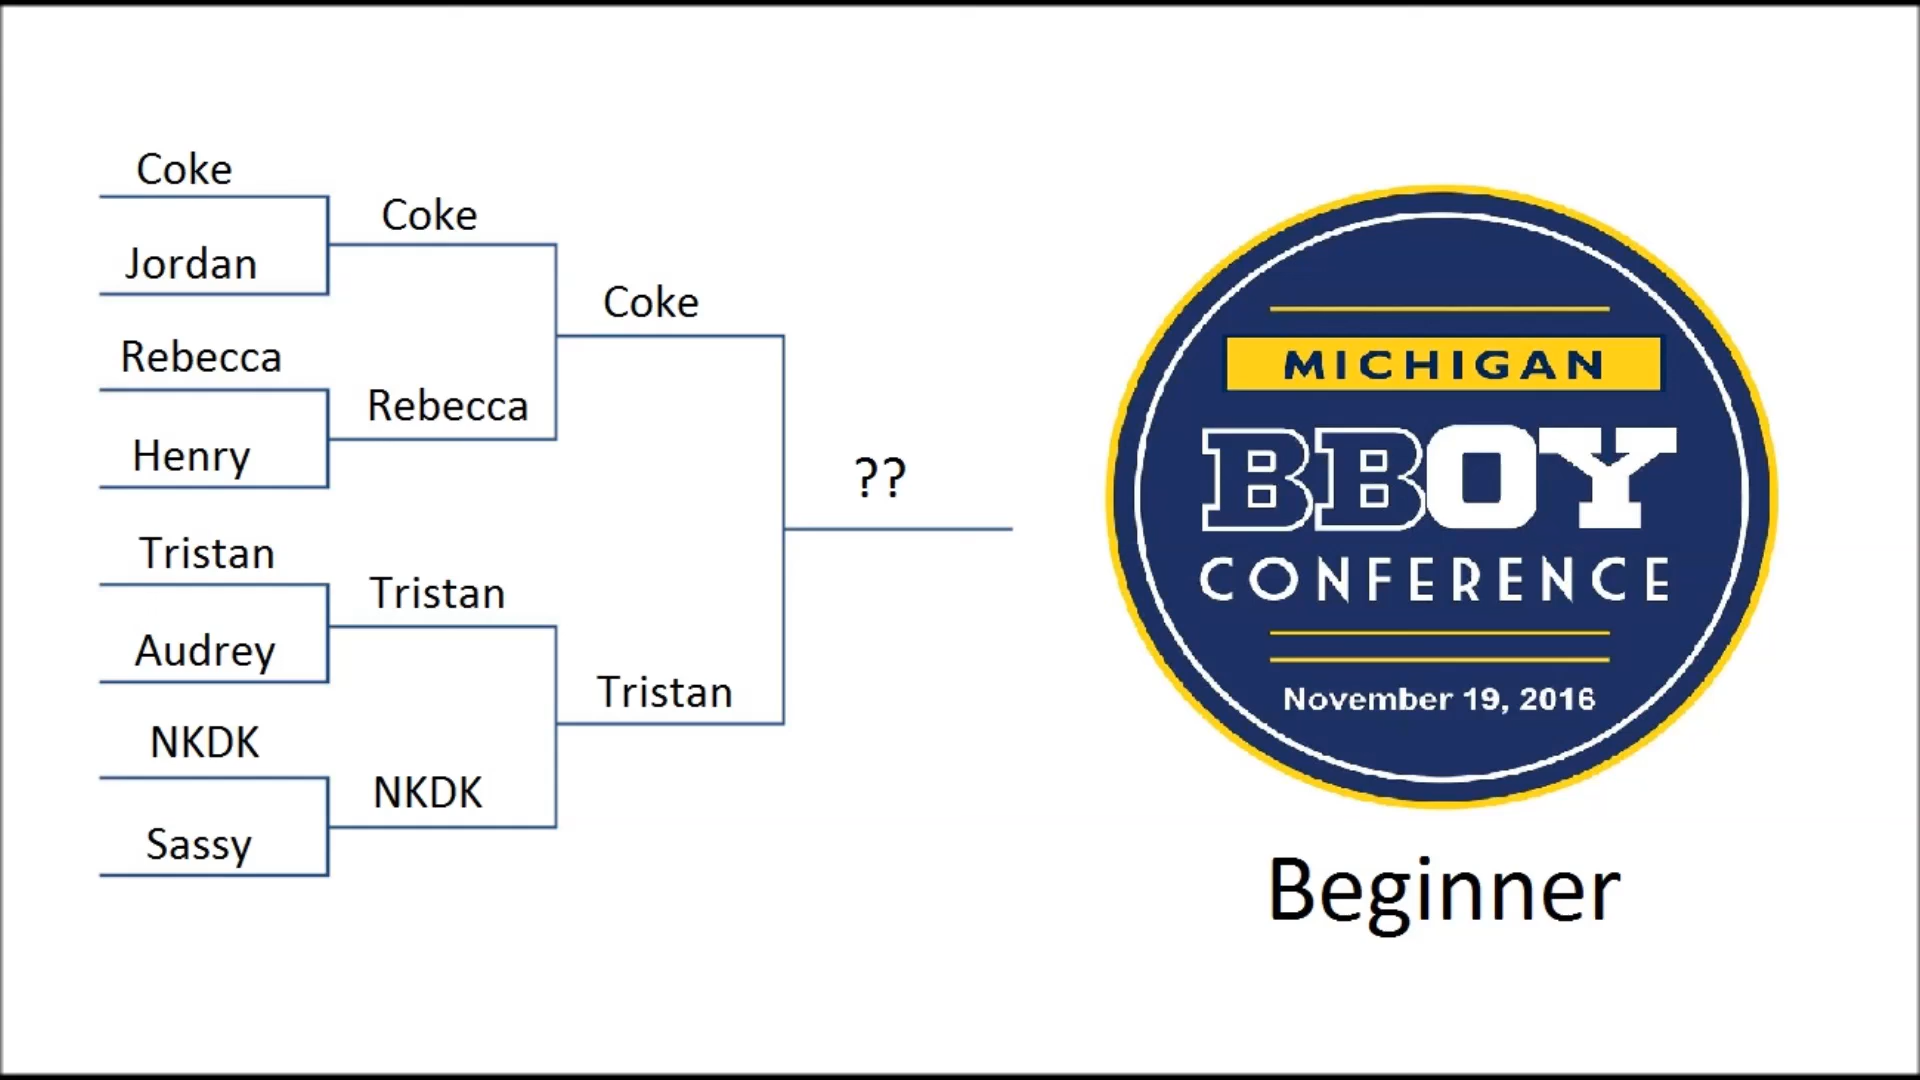 Coke
Jordan
Rebecca
Henry
Tristan
Audrey
NKDK
Sassy
Coke
Rebecca
Tristan
NKDK
Coke
Tristan
??
MICHIGAN
BBOY
CONFERENCE
November 19, 2016
Beginner